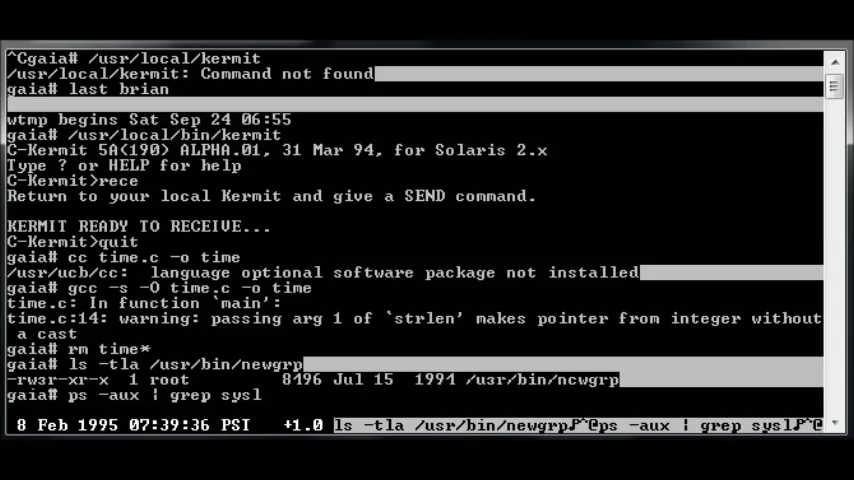 ^Cgaia# /usr/local/kermit
/usr/local/kermit: Command not found
gaia# last brian
wtmp begins Sat Sep 24 06:55
gaia# /usr/local/bin/kermit
C-Kermit 5A(190) ALPHA.01, 31 Mar 94, for Solaris 2.x
Type ? or HELP for help
C-Kermit>rece
Return to your local Kermit and give a SEND command.
KERMIT READY TO RECEIVE...
C-Kermit>quit
gaia# cc time.c -o time
/usr/ucb/cc:  language optional software package not installed
gaia# gcc -s -O time.c -o time
time.c: In function `main':
time.c:14: warning: passing arg 1 of `strlen' makes pointer from integer without
a cast
gaia# rm time*
gaia# ls -tla /usr/bin/newgrp
-rw3r-xr-x  1 root        8496 Jul 15  1994 /u3r/bin/ncwgrp
gaia# ps -aux | grep sysl
8 Feb 1995 07:39:36 PSI   +1.0 ls -tla /usr/bin/newgrp♪^@ps -aux | grep sysl♪^@